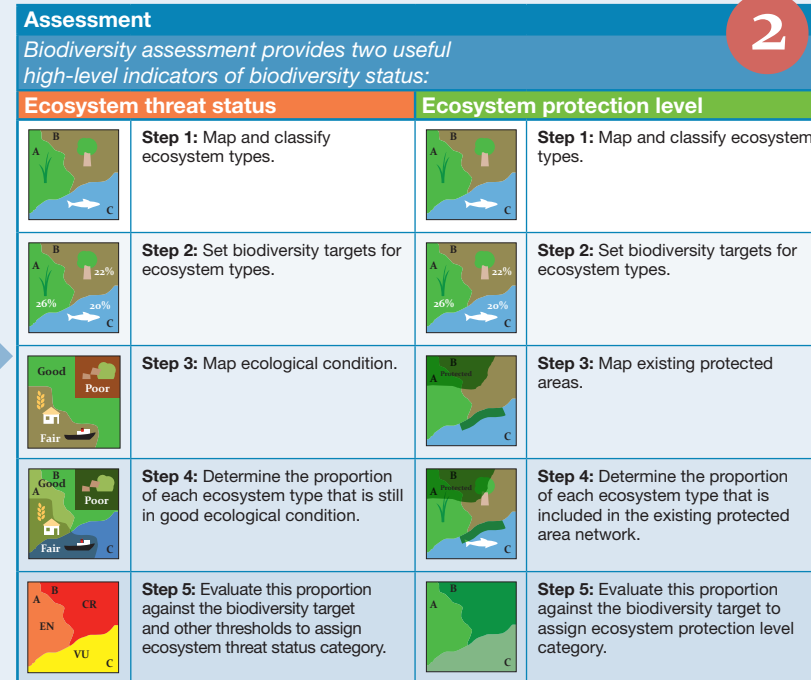 Assessment
2
Biodiversity assessment provides two useful
high-level indicators of biodiversity status:
Ecosystem threat status
Ecosystem protection level
A
B
C
Step 1: Map and classify
ecosystem types.
A
B
C
Step 1: Map and classify ecosystem
types.
A
B
22%
26%
20%
C
Step 2: Set biodiversity targets for
ecosystem types.
A
B
22%
26%
20%
C
Step 2: Set biodiversity targets for
ecosystem types.
Good
Poor
Fair
Step 3: Map ecological condition.
B
Protected
A
C
Step 3: Map existing protected
areas.
B
Good
A
Poor
Fair
C
Step 4: Determine the proportion
of each ecosystem type that is still
in good ecological condition.
B
Protected
A
C
Step 4: Determine the proportion
of each ecosystem type that is
included in the existing protected
area network.
B
A
CR
EN
VU
C
Step 5: Evaluate this proportion
against the biodiversity target
and other thresholds to assign
ecosystem threat status category.
B
A
C
Step 5: Evaluate this proportion
against the biodiversity target to
assign ecosystem protection level
category.